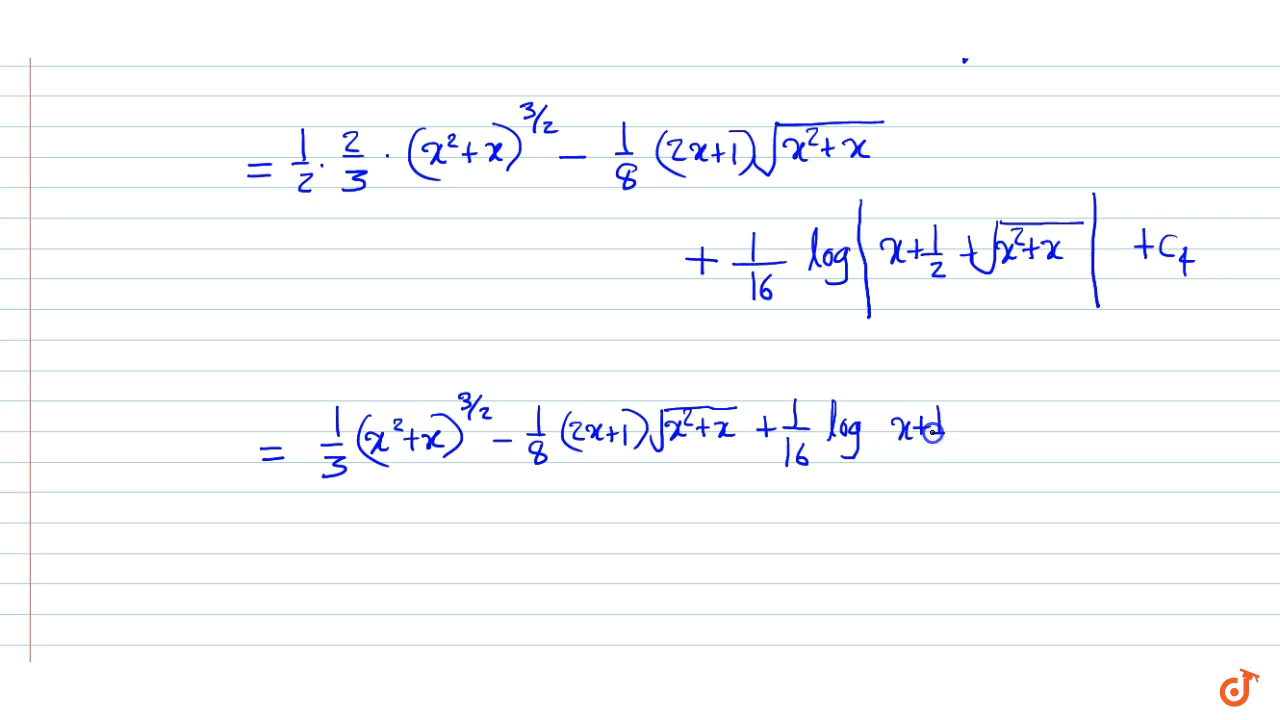 = 1/2 · 2/3 · (x² + x)^3/2 − 1/8 (2x+1) √(x² + x)
+ 1/16 log | x + 1/2 + √(x² + x) | + C₄
= 1/3 (x² + x)^3/2 − 1/8 (2x+1) √(x² + x) + 1/16 log x + 1